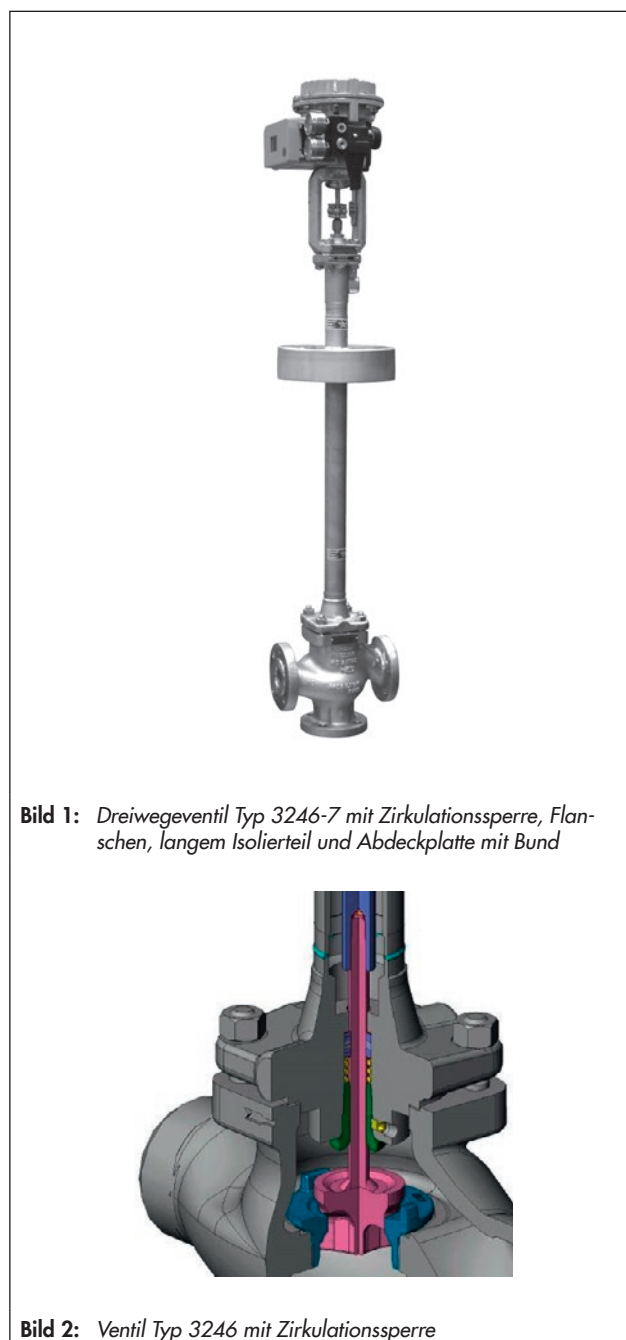 Bild 1: Dreiwegeventil Typ 3246-7 mit Zirkulationssperre, Flan-
schen, langem Isolierteil und Abdeckplatte mit Bund
Bild 2: Ventil Typ 3246 mit Zirkulationssperre